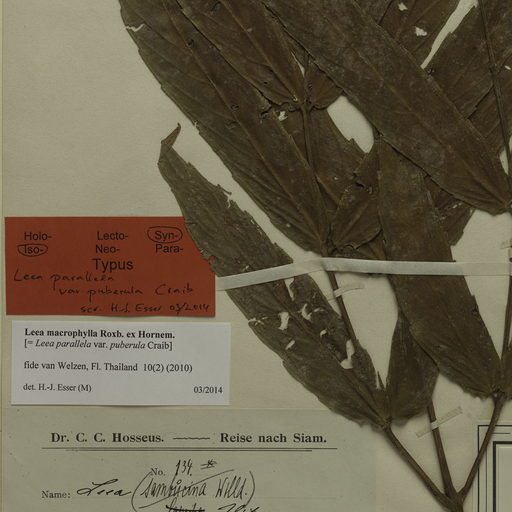 Holo- Lecto- Syn-
Iso- Neo- Para-
Typus
Leea parallela
var. puberula Craib
scr. H.-J. Esser 03/2014
Leea macrophylla Roxb. ex Hornem.
[= Leea parallela var. puberula Craib]
fide van Welzen, Fl. Thailand 10(2) (2010)
det. H.-J. Esser (M) 03/2014
Dr. C. C. Hosseus. Reise nach Siam.
No. 134.
Name: Leea (sambucina Willd.)